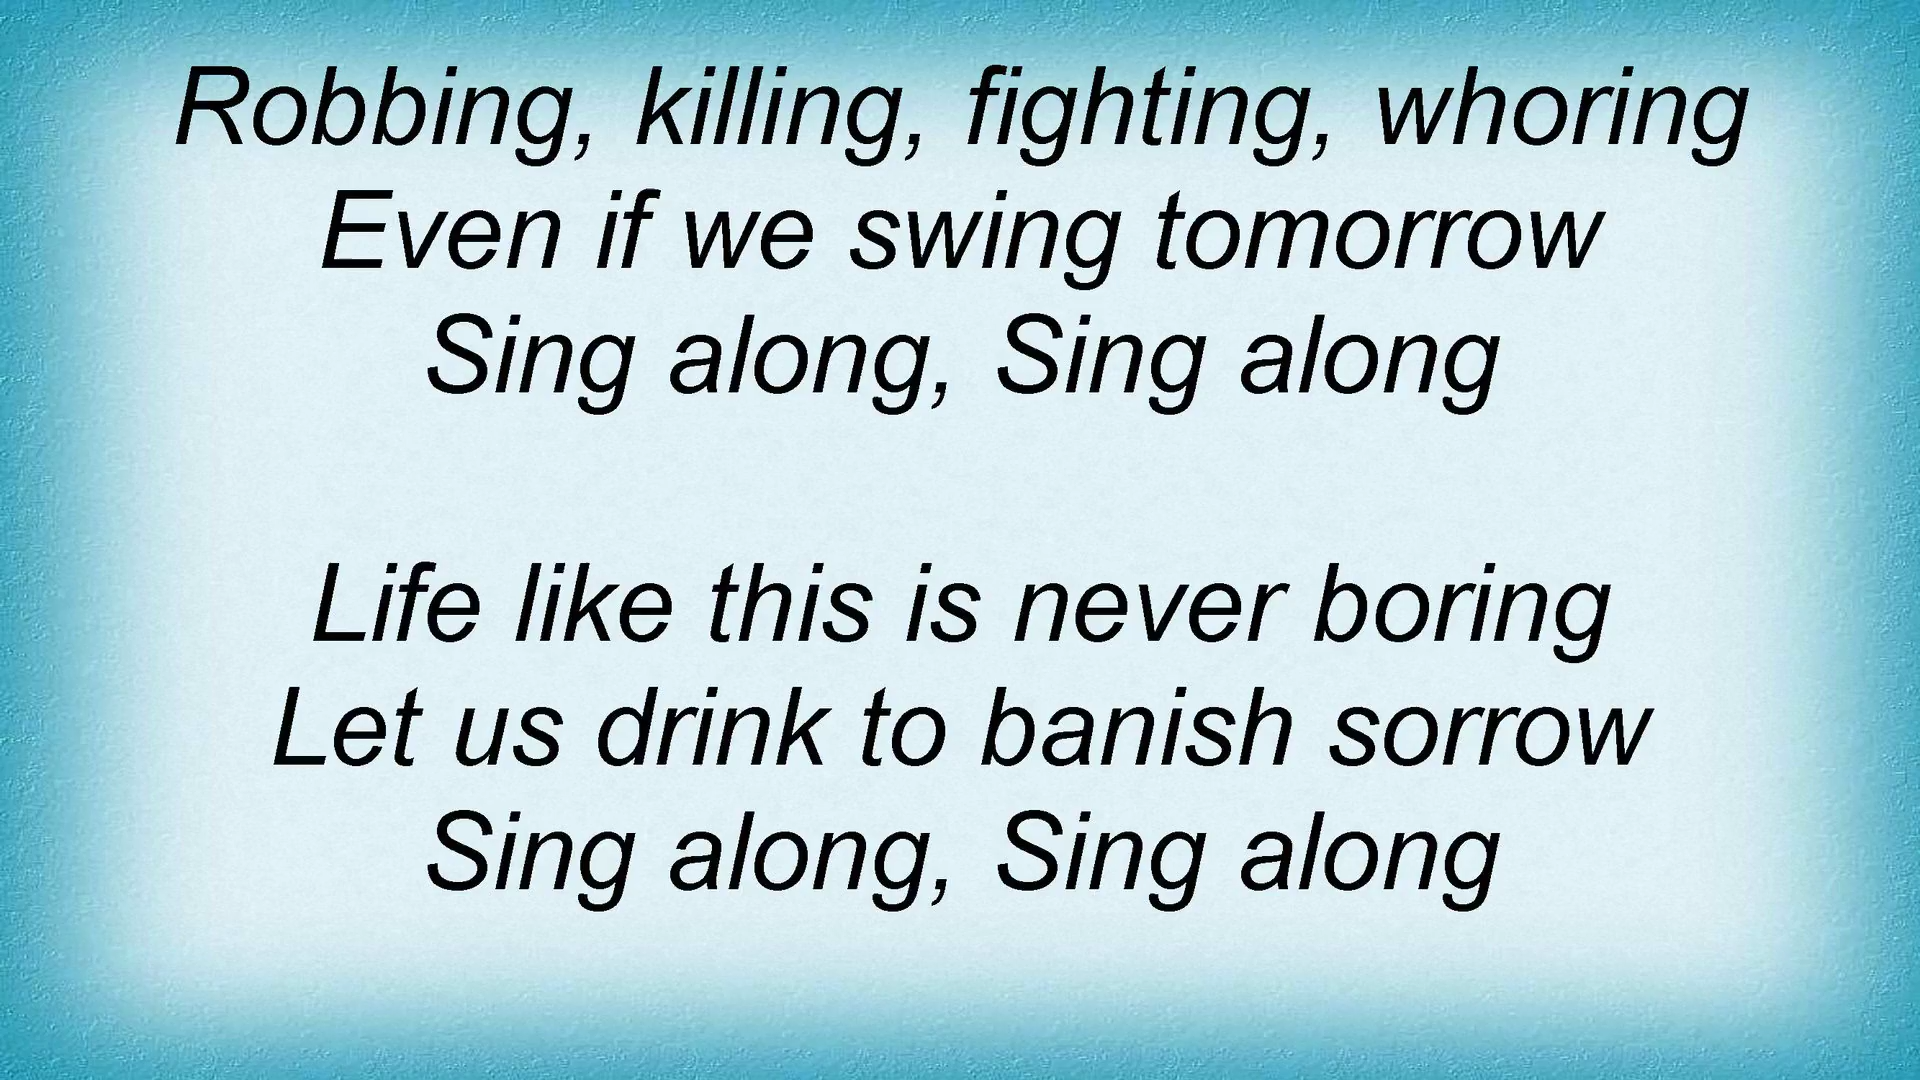 Robbing, killing, fighting, whoring
Even if we swing tomorrow
Sing along, Sing along
Life like this is never boring
Let us drink to banish sorrow
Sing along, Sing along